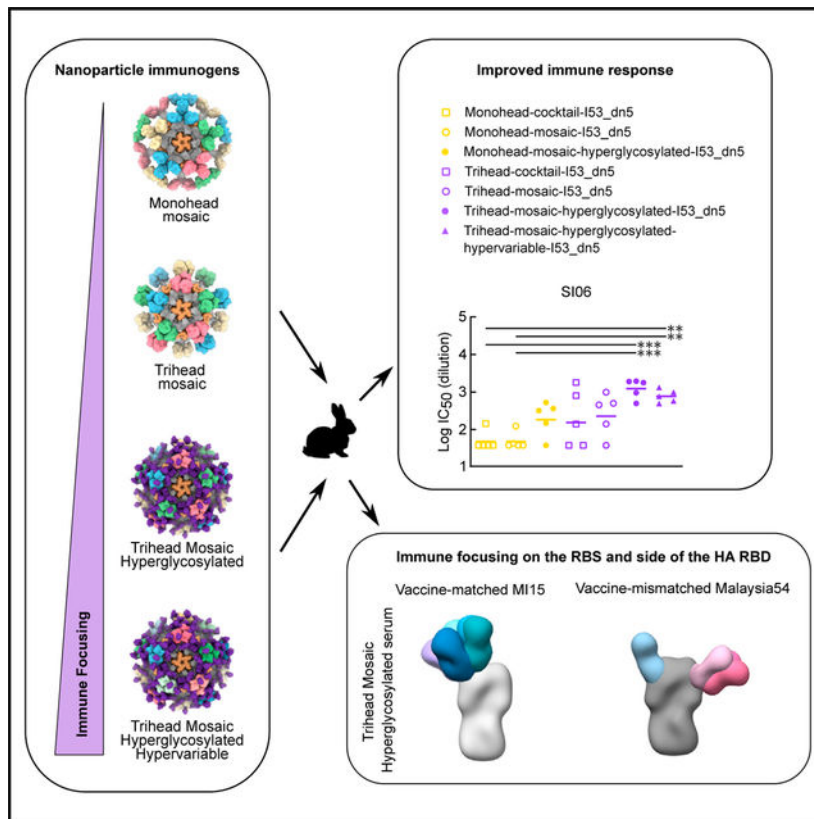 Nanoparticle immunogens
Monohead
mosaic
Trihead
mosaic
Trihead Mosaic
Hyperglycosylated
Trihead Mosaic
Hyperglycosylated
Hypervariable
Immune Focusing
Improved immune response
Monohead-cocktail-I53_dn5
Monohead-mosaic-I53_dn5
Monohead-mosaic-hyperglycosylated-I53_dn5
Trihead-cocktail-I53_dn5
Trihead-mosaic-I53_dn5
Trihead-mosaic-hyperglycosylated-I53_dn5
Trihead-mosaic-hyperglycosylated-
hypervariable-I53_dn5
SI06
Log IC50 (dilution)
5
4
3
2
1
**
**
***
***
Immune focusing on the RBS and side of the HA RBD
Vaccine-matched MI15 Vaccine-mismatched Malaysia54
Trihead Mosaic
Hyperglycosylated serum